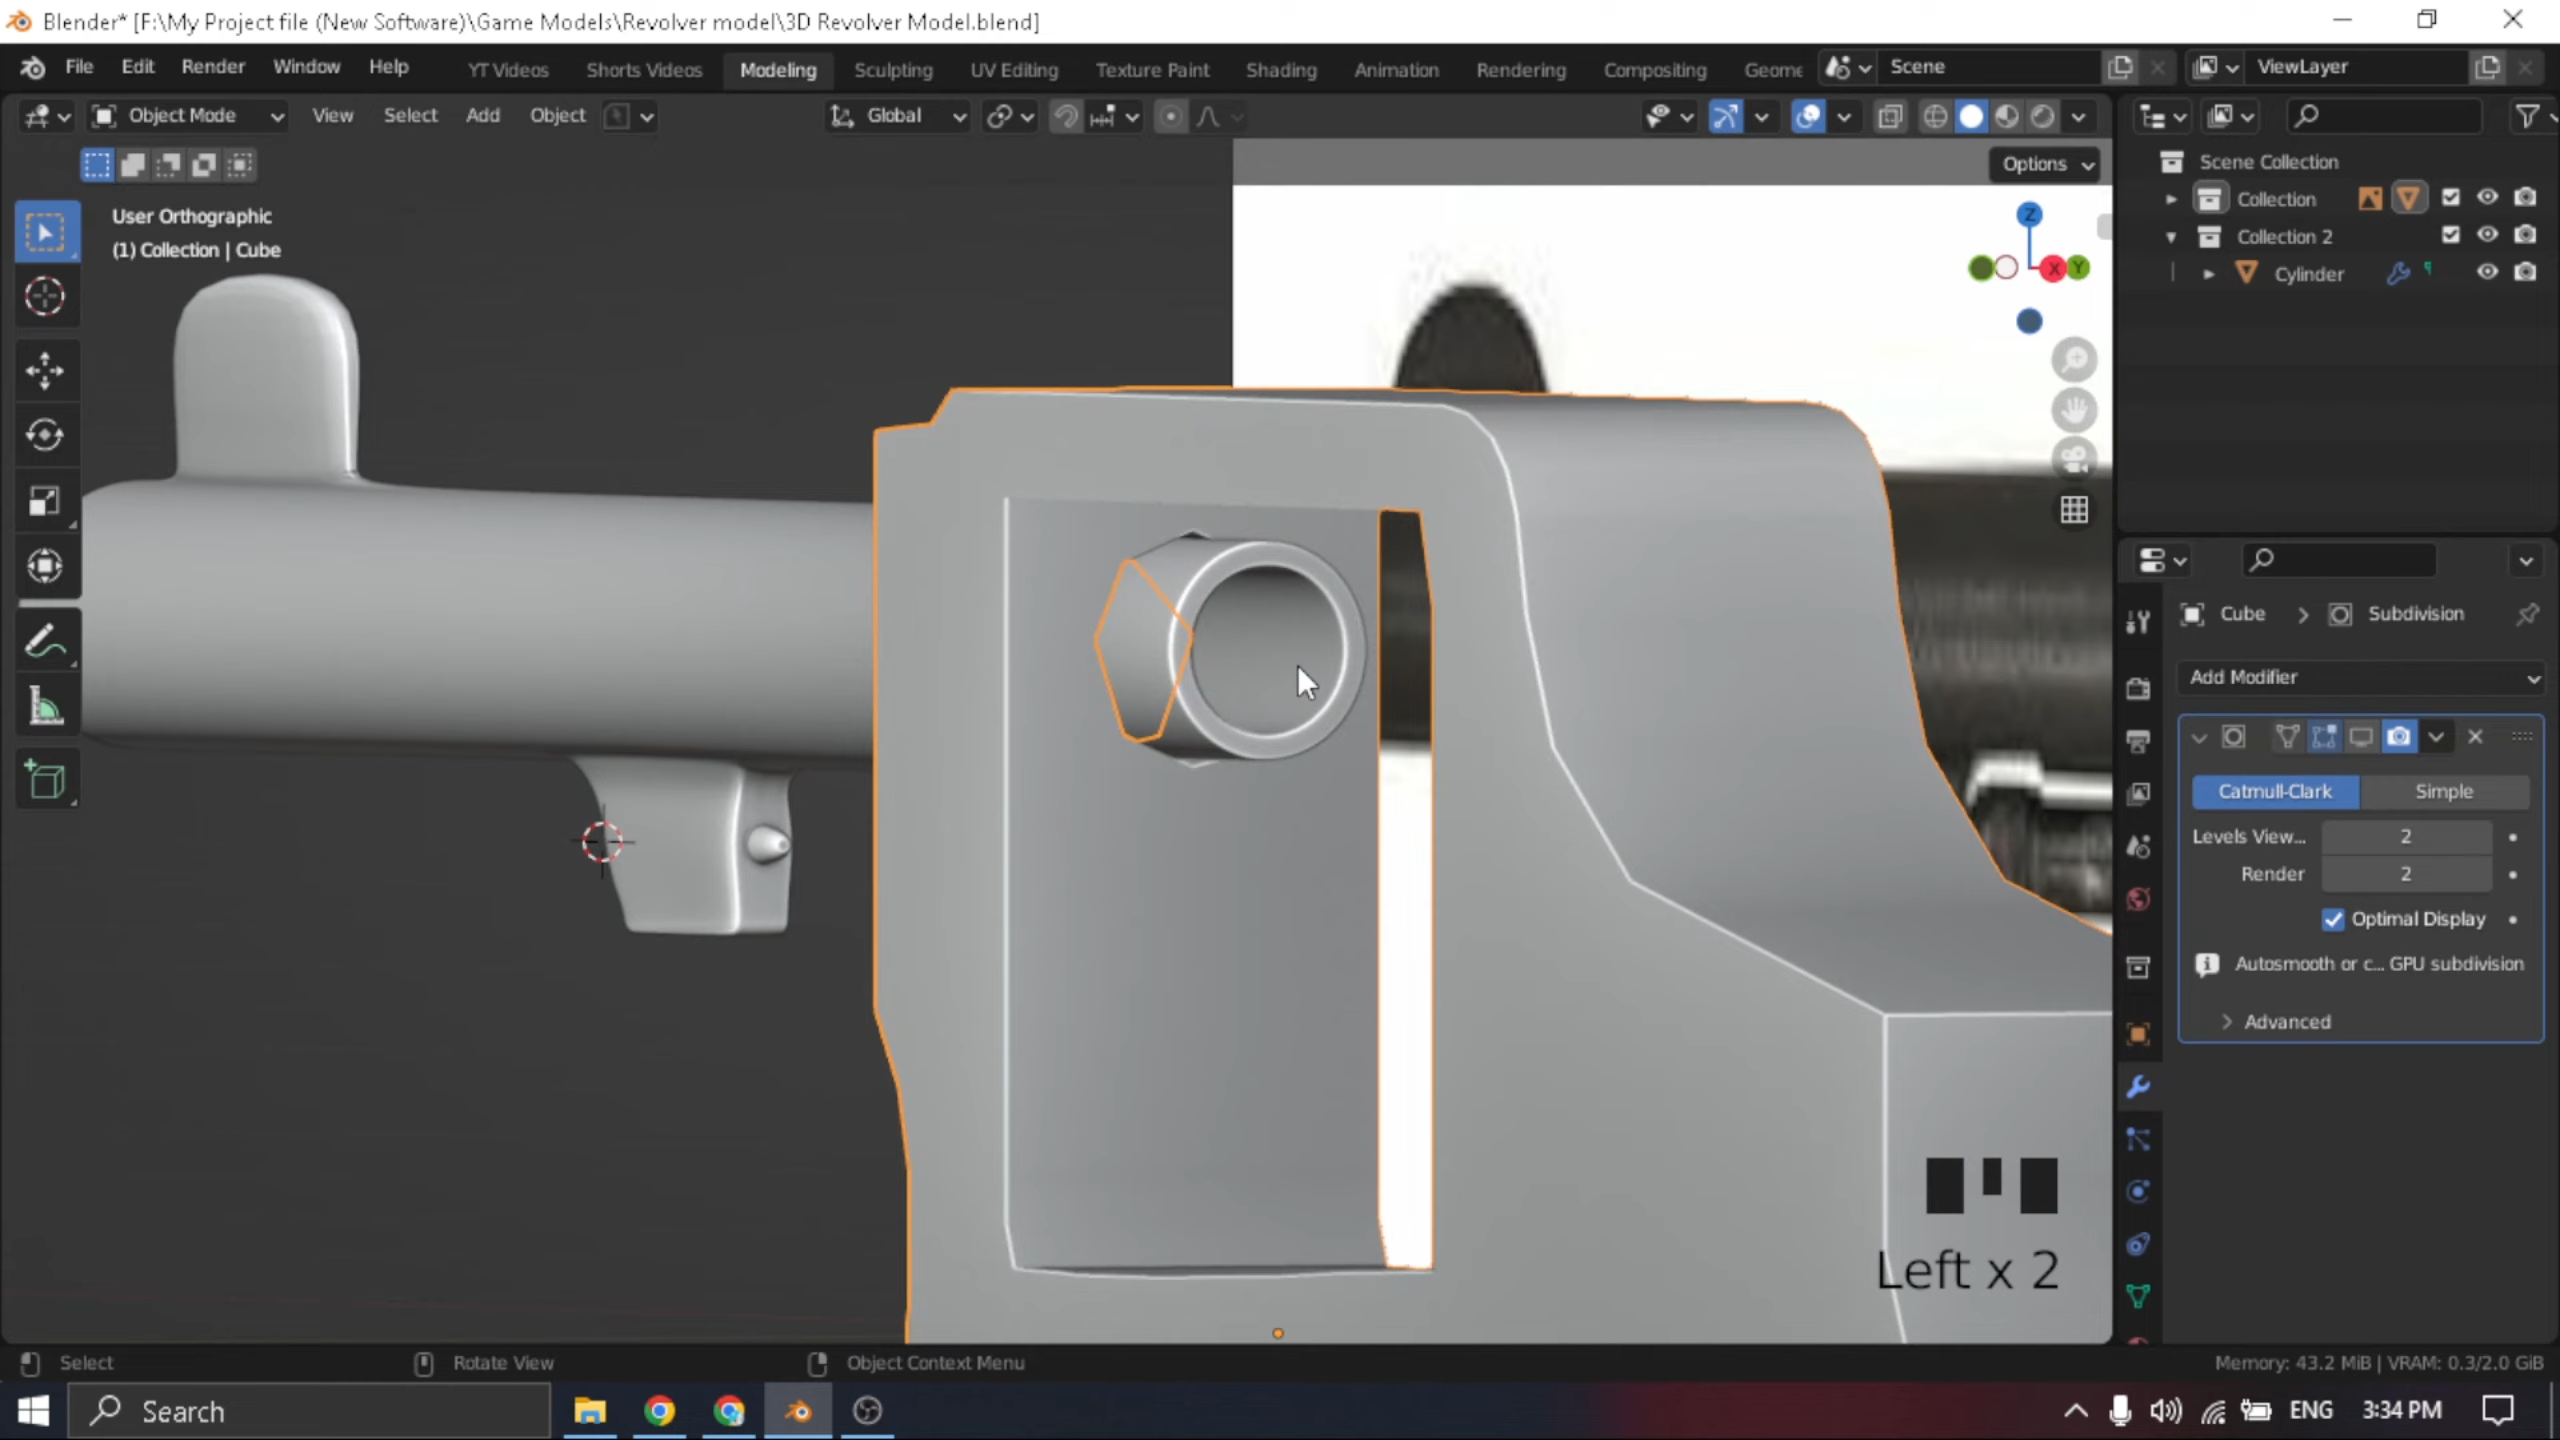 Blender* [F:\My Project file (New Software)\Game Models\Revolver model\3D Revolver Model.blend]
File Edit Render Window Help YT Videos Shorts Videos Modeling Sculpting UV Editing Texture Paint Shading Animation Rendering Compositing Geome Scene ViewLayer
Object Mode View Select Add Object Global
Options
User Orthographic
(1) Collection | Cube
Z
X
Y
Scene Collection
Collection
Collection 2
Cylinder
Cube > Subdivision
Add Modifier
Catmull-Clark Simple
Levels View... 2
Render 2
Optimal Display
Autosmooth or c... GPU subdivision
Advanced
Left x 2
Select Rotate View Object Context Menu Memory: 43.2 MiB | VRAM: 0.3/2.0 GiB
Search ENG 3:34 PM